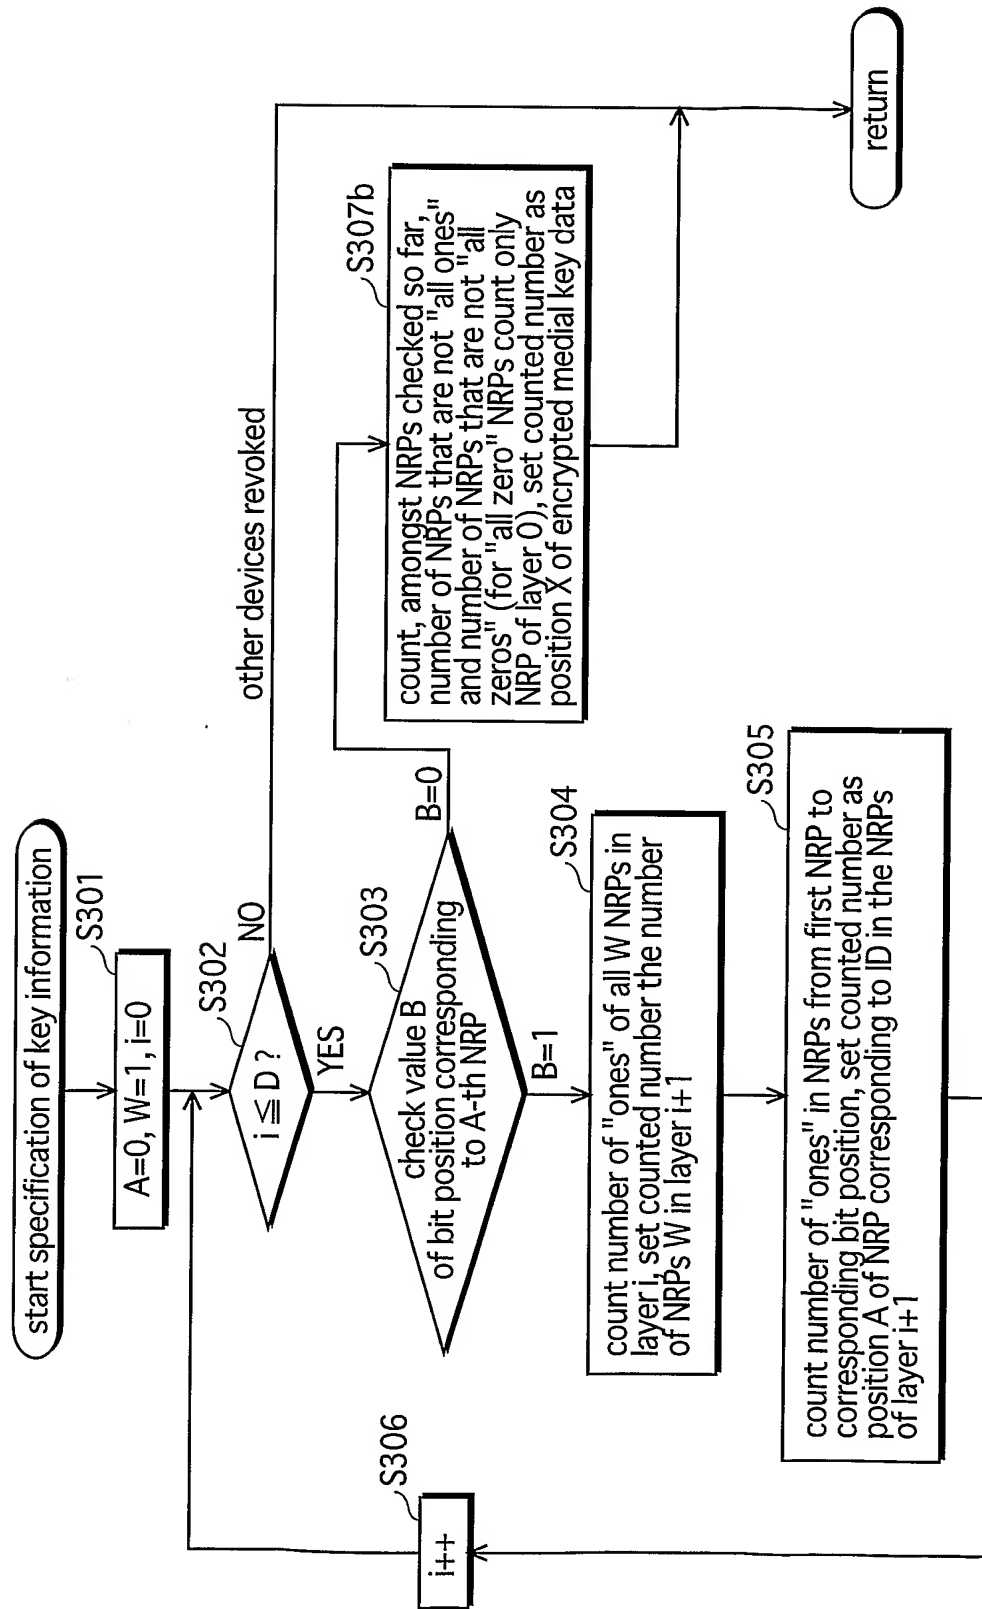 start specification of key information
S301
A=0, W=1, i=0
S302
i ≦ D ?
NO
other devices revoked
YES
S303
check value B
of bit position corresponding
to A-th NRP
B=0
B=1
S307b
count, amongst NRPs checked so far,
number of NRPs that are not "all ones"
and number of NRPs that are not "all
zeros" (for "all zero" NRPs count only
NRP of layer 0), set counted number as
position X of encrypted medial key data
S304
count number of "ones" of all W NRPs in
layer i, set counted number the number
of NRPs W in layer i+1
S305
count number of "ones" in NRPs from first NRP to
corresponding bit position, set counted number as
position A of NRP corresponding to ID in the NRPs
of layer i+1
S306
i++
return